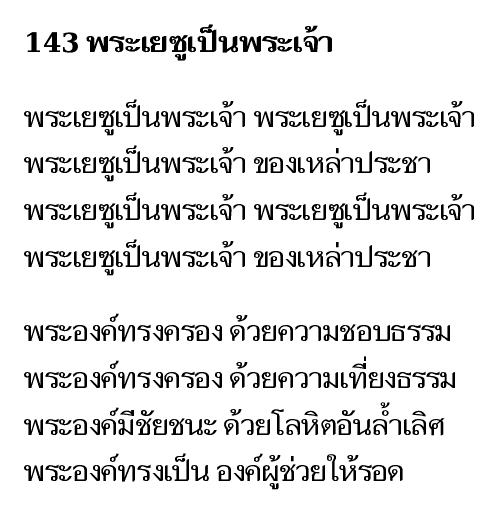 143 พระเยซูเป็นพระเจ้า
พระเยซูเป็นพระเจ้า พระเยซูเป็นพระเจ้า
พระเยซูเป็นพระเจ้า ของเหล่าประชา
พระเยซูเป็นพระเจ้า พระเยซูเป็นพระเจ้า
พระเยซูเป็นพระเจ้า ของเหล่าประชา
พระองค์ทรงครอง ด้วยความชอบธรรม
พระองค์ทรงครอง ด้วยความเที่ยงธรรม
พระองค์มีชัยชนะ ด้วยโลหิตอันล้ำเลิศ
พระองค์ทรงเป็น องค์ผู้ช่วยให้รอด